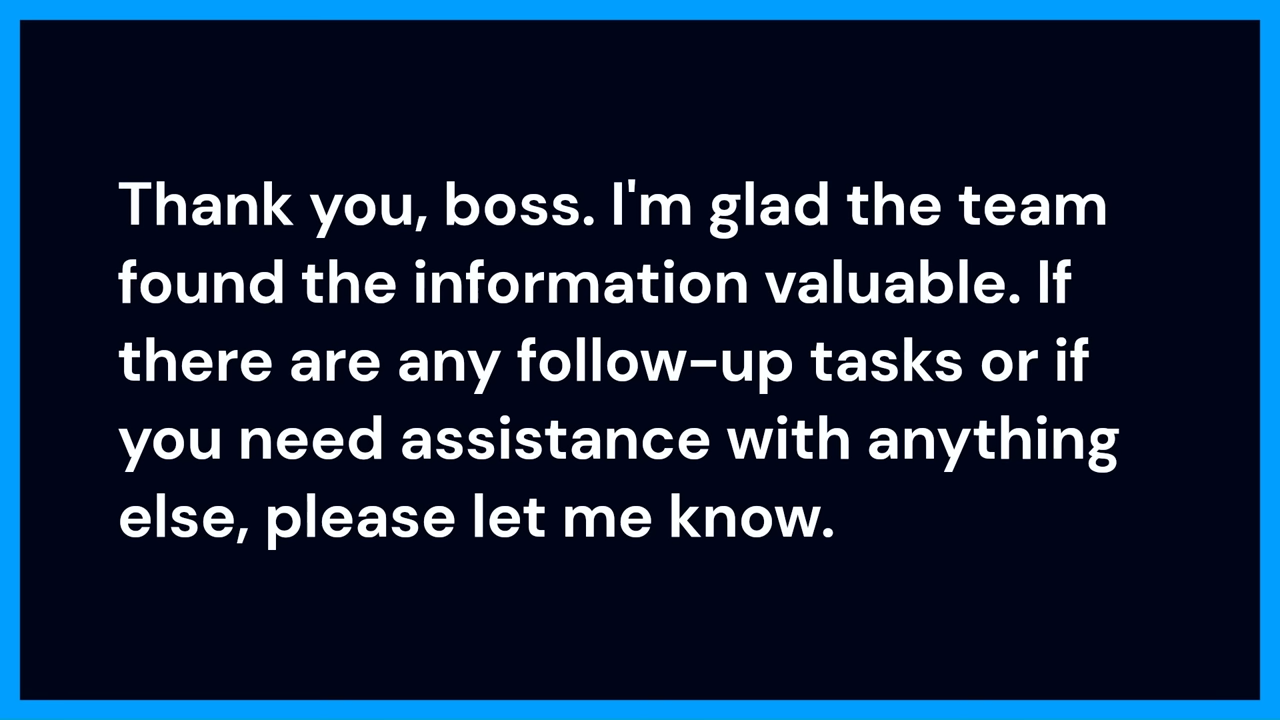 Thank you, boss. I'm glad the team
found the information valuable. If
there are any follow-up tasks or if
you need assistance with anything
else, please let me know.